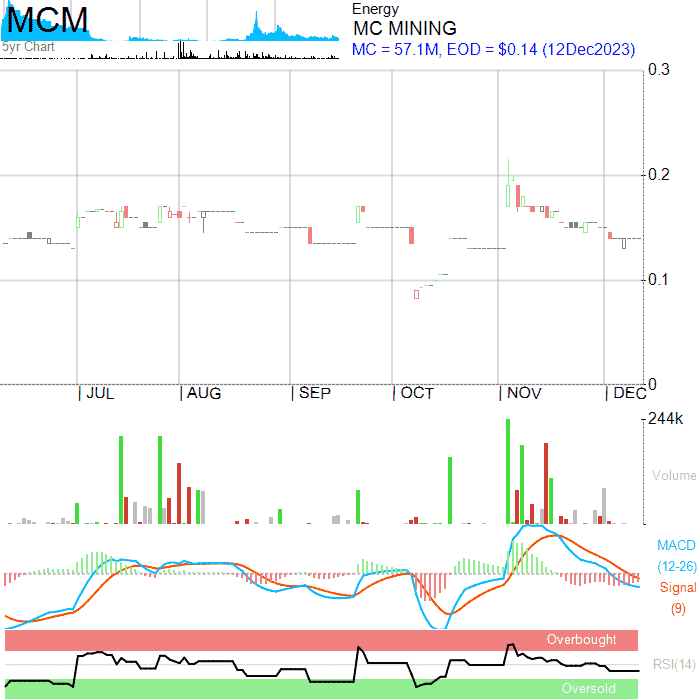 MCM
5yr Chart
Energy
MC MINING
MC = 57.1M, EOD = $0.14 (12Dec2023)
0.3
0.2
0.1
0
| JUL | AUG | SEP | OCT | NOV | DEC
244k
Volume
MACD
(12-26)
Signal
(9)
Overbought
RSI(14)
Oversold